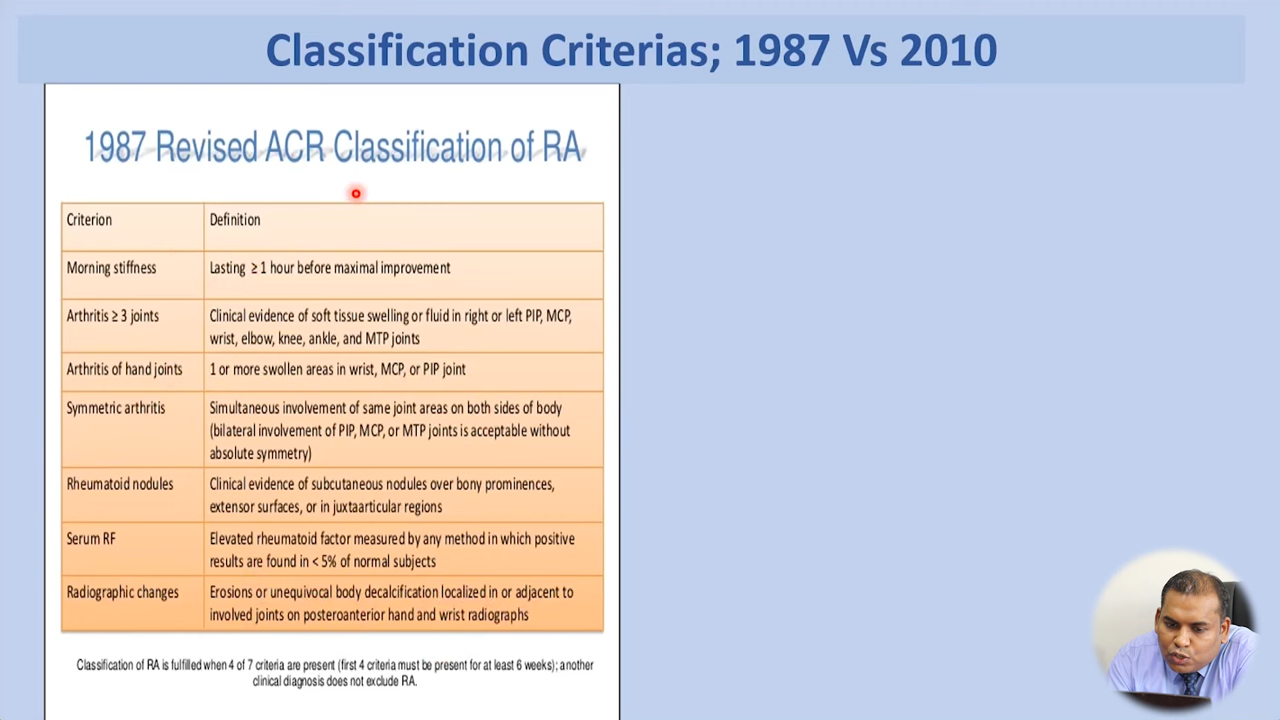 Classification Criterias; 1987 Vs 2010
1987 Revised ACR Classification of RA
Criterion
Definition
Morning stiffness
Lasting ≥ 1 hour before maximal improvement
Arthritis ≥ 3 joints
Clinical evidence of soft tissue swelling or fluid in right or left PIP, MCP,
wrist, elbow, knee, ankle, and MTP joints
Arthritis of hand joints
1 or more swollen areas in wrist, MCP, or PIP joint
Symmetric arthritis
Simultaneous involvement of same joint areas on both sides of body
(bilateral involvement of PIP, MCP, or MTP joints is acceptable without
absolute symmetry)
Rheumatoid nodules
Clinical evidence of subcutaneous nodules over bony prominences,
extensor surfaces, or in juxtaarticular regions
Serum RF
Elevated rheumatoid factor measured by any method in which positive
results are found in < 5% of normal subjects
Radiographic changes
Erosions or unequivocal body decalcification localized in or adjacent to
involved joints on posteroanterior hand and wrist radiographs
Classification of RA is fulfilled when 4 of 7 criteria are present (first 4 criteria must be present for at least 6 weeks); another
clinical diagnosis does not exclude RA.